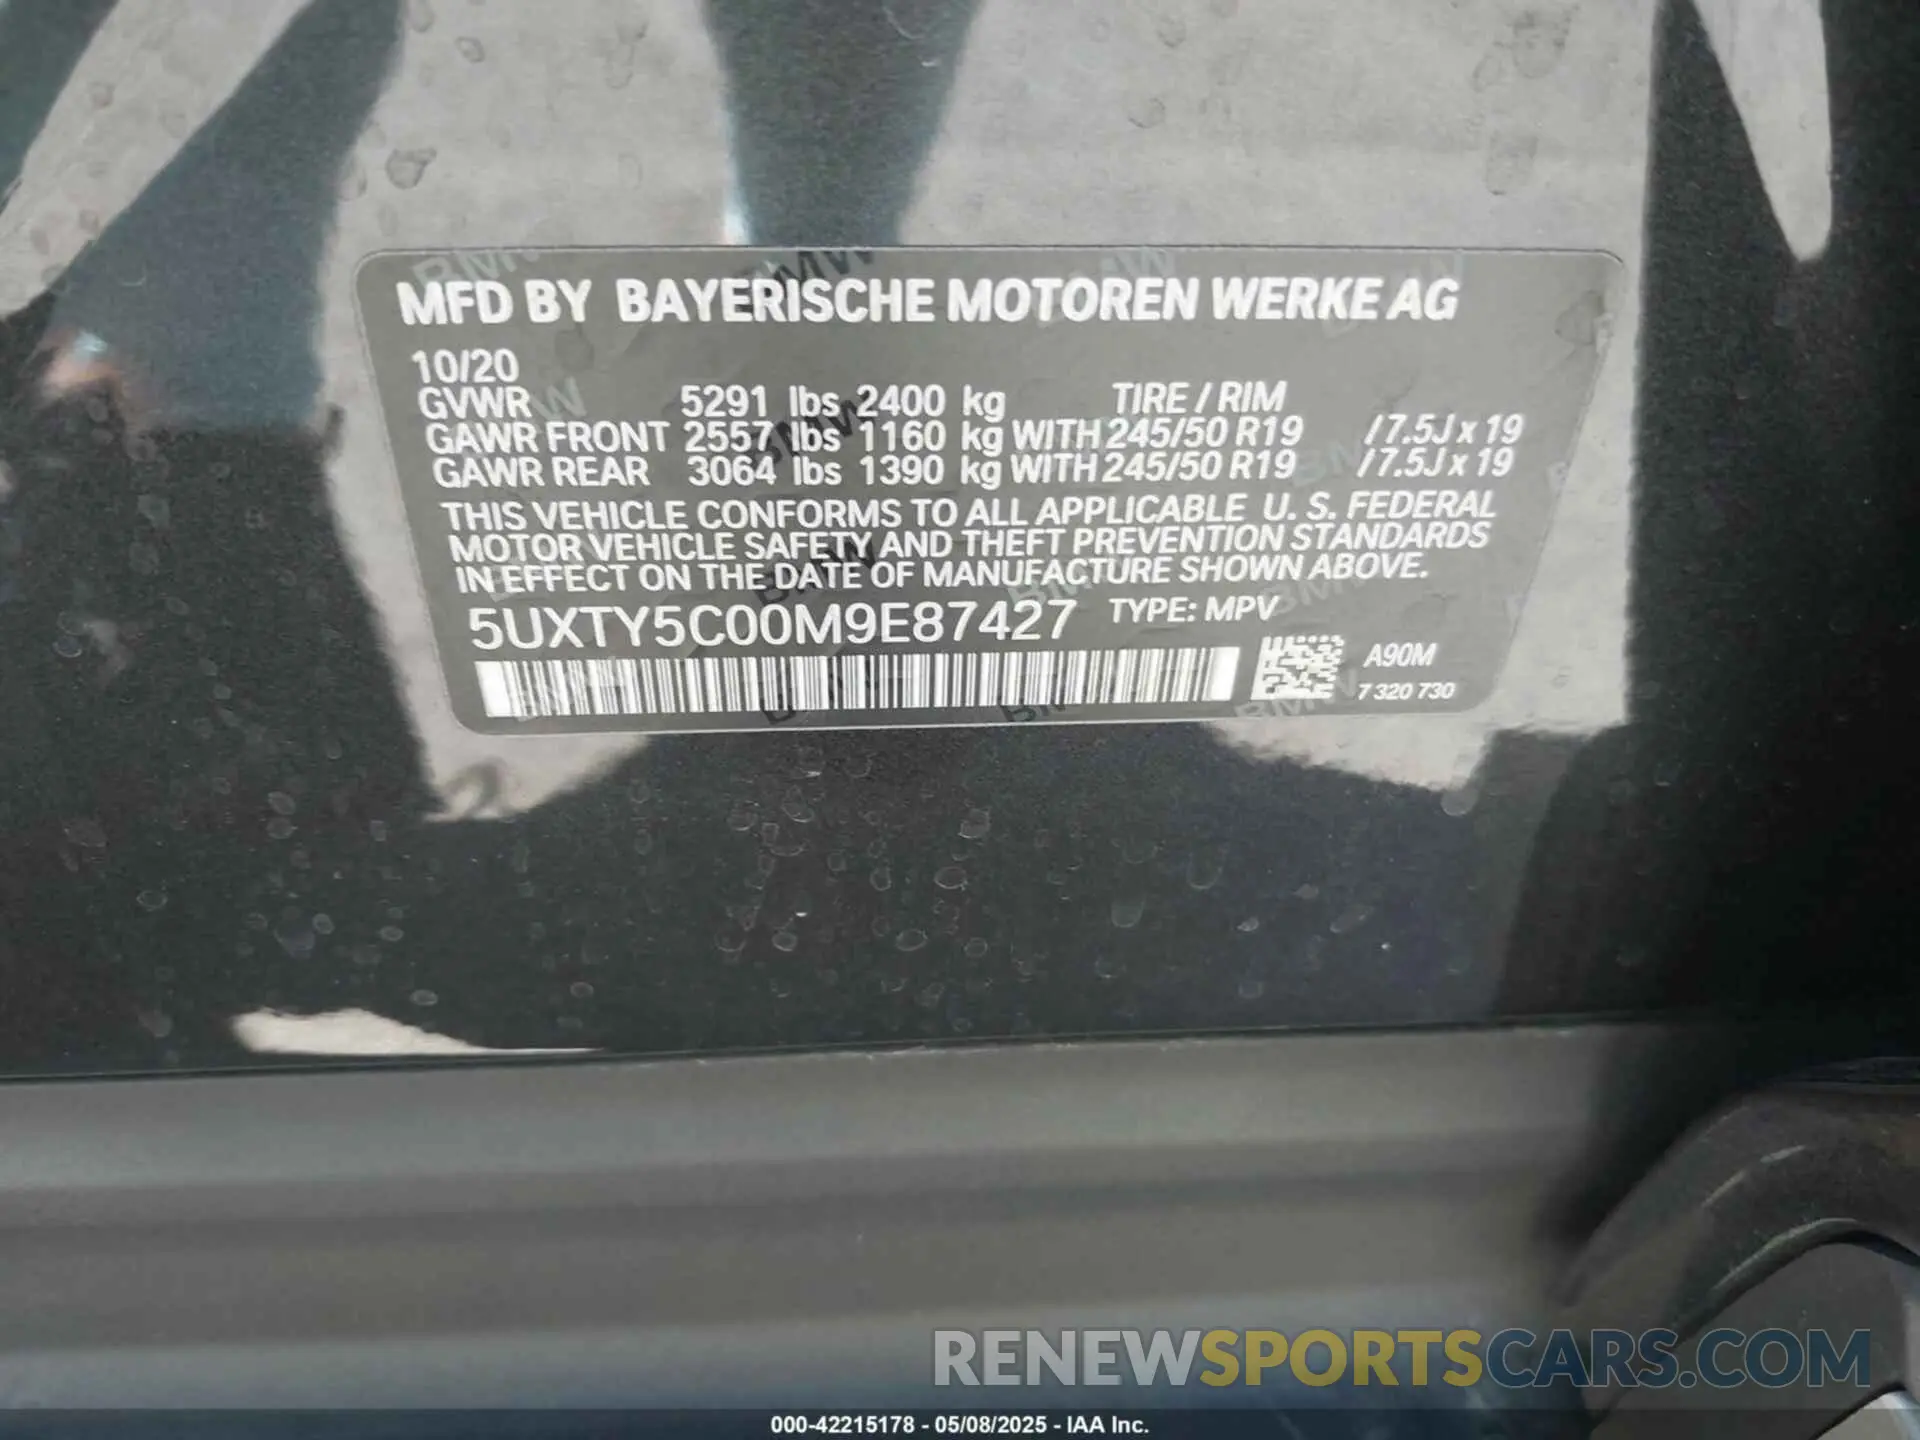 MFD BY BAYERISCHE MOTOREN WERKE AG
10/20
GVWR 5291 lbs 2400 kg TIRE / RIM
GAWR FRONT 2557 lbs 1160 kg WITH 245/50 R19 / 7.5J x 19
GAWR REAR 3064 lbs 1390 kg WITH 245/50 R19 / 7.5J x 19
THIS VEHICLE CONFORMS TO ALL APPLICABLE U. S. FEDERAL
MOTOR VEHICLE SAFETY AND THEFT PREVENTION STANDARDS
IN EFFECT ON THE DATE OF MANUFACTURE SHOWN ABOVE.
5UXTY5C00M9E87427 TYPE: MPV
A90M
7 320 730
RENEWSPORTSCARS.COM
000-42215178 - 05/08/2025 - IAA Inc.